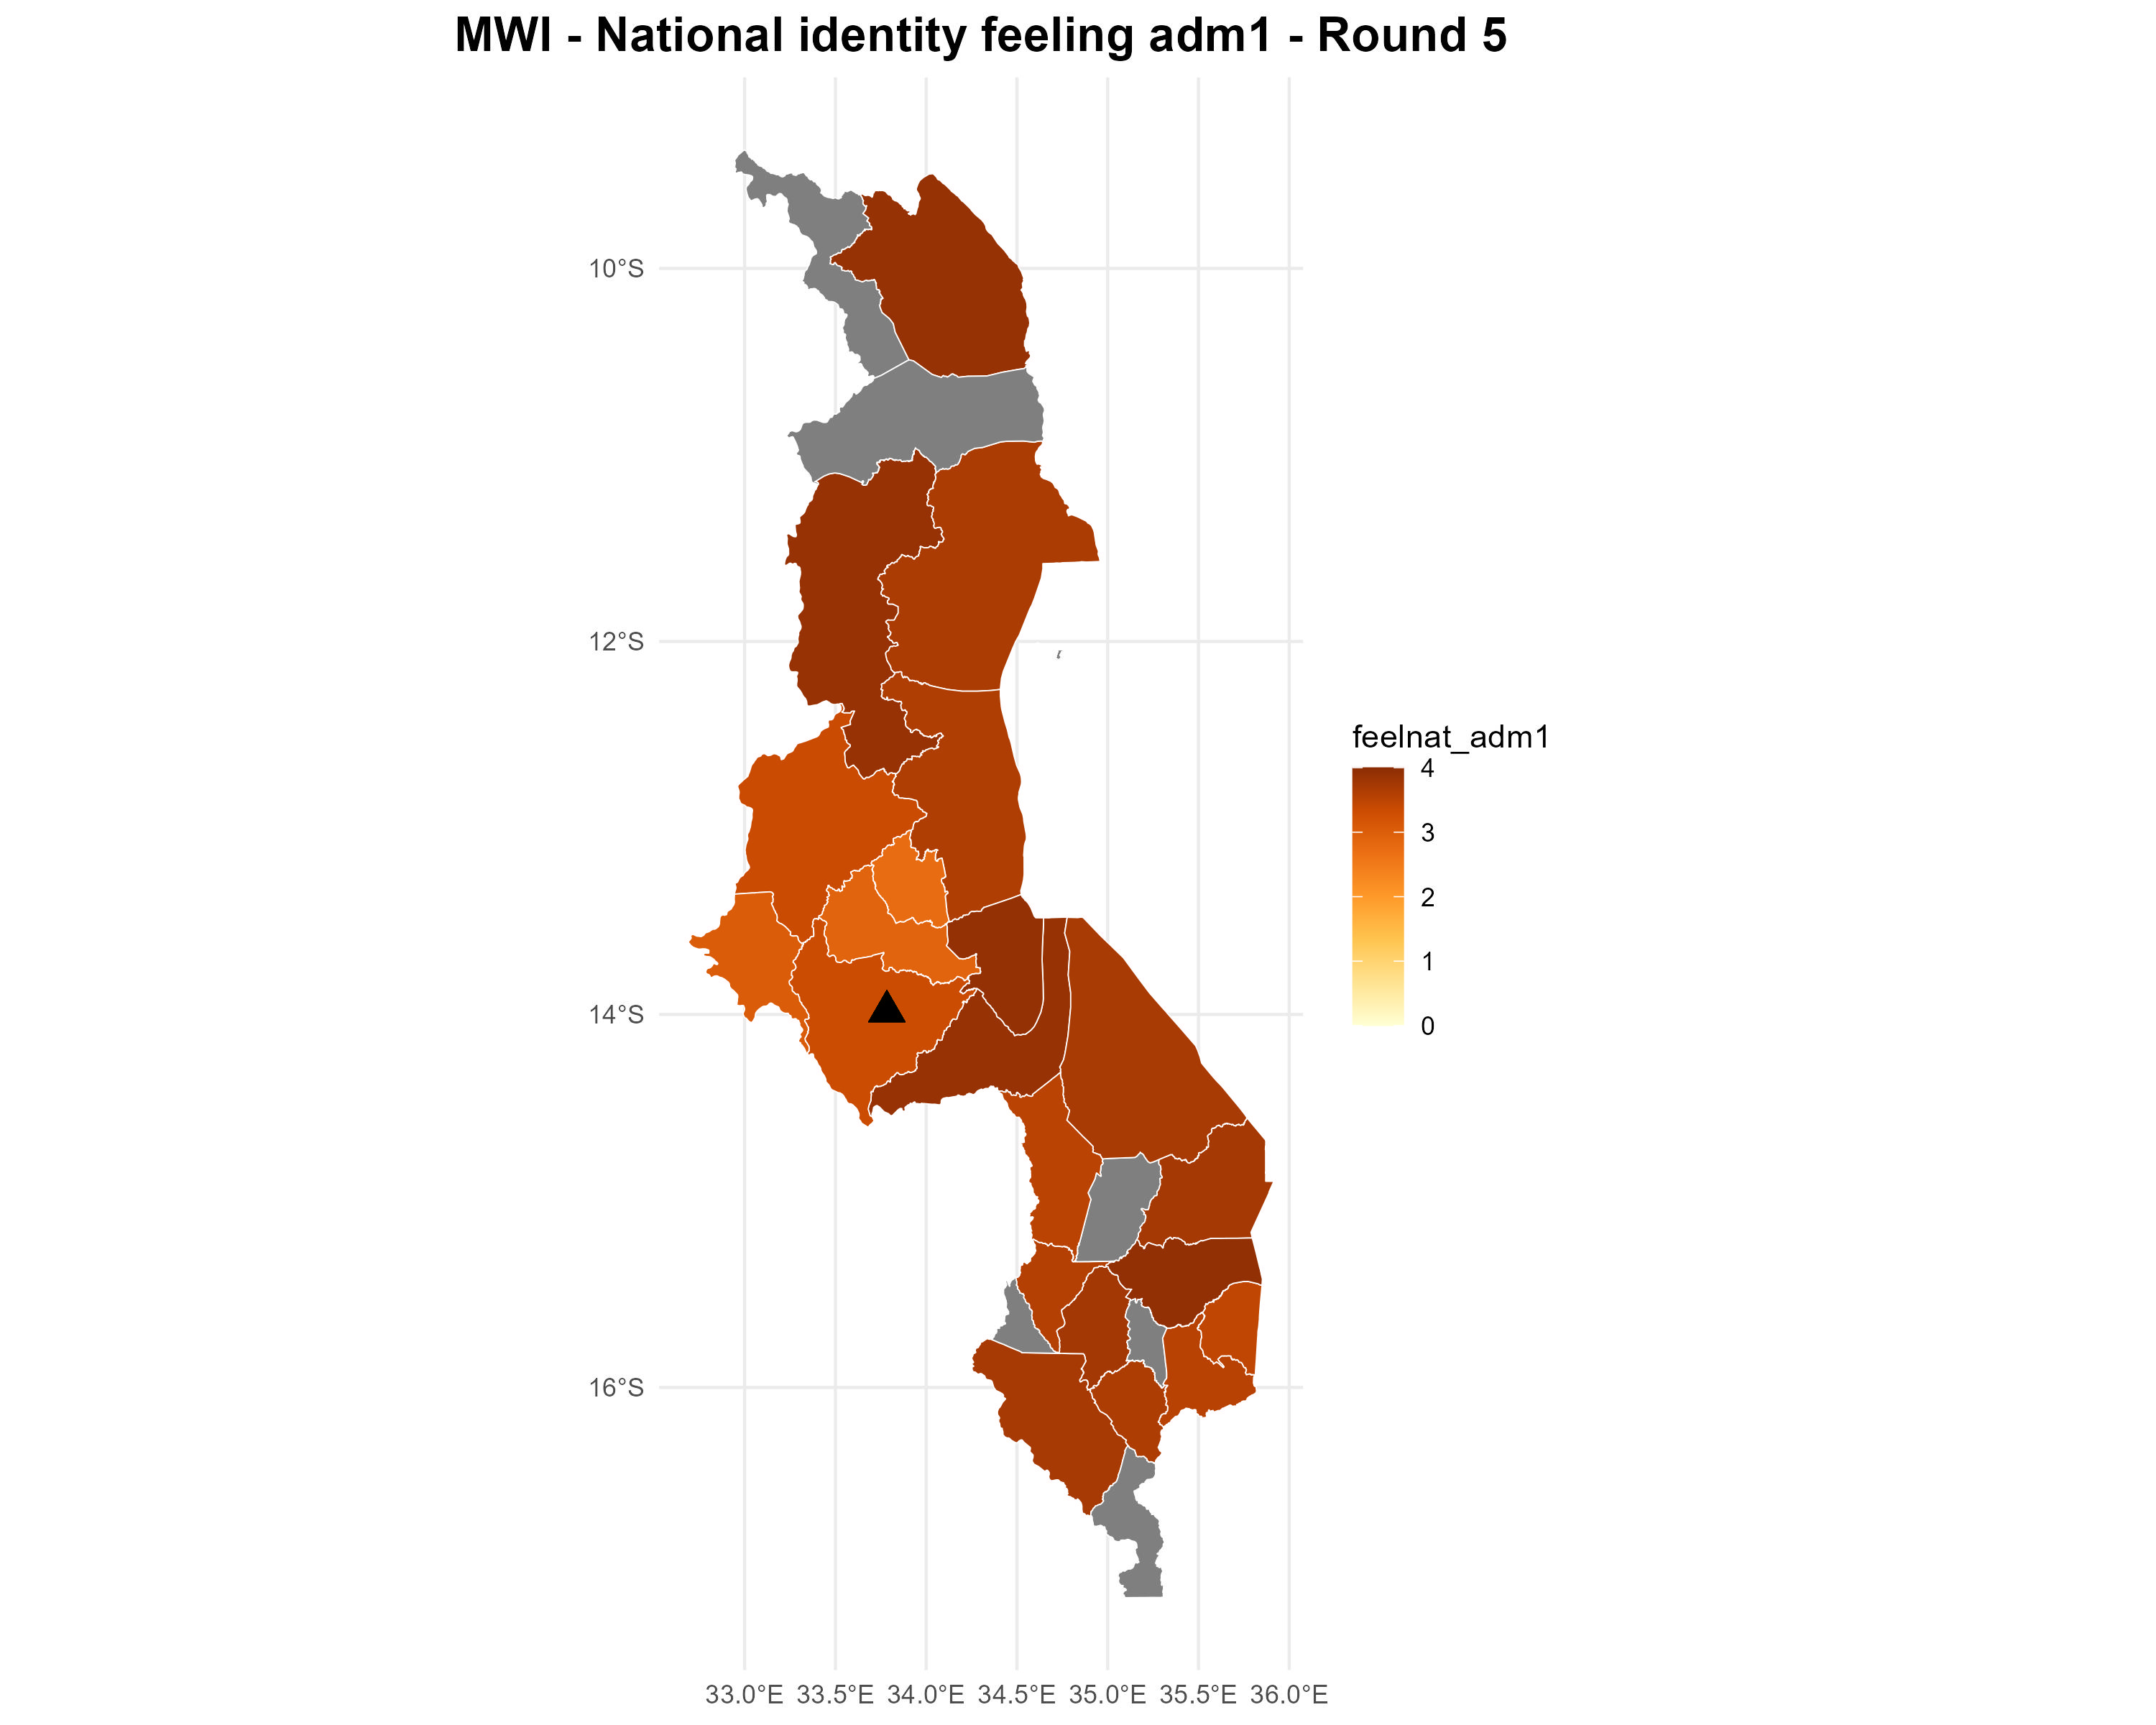 MWI - National identity feeling adm1 - Round 5
10°S
12°S
14°S
16°S
feelnat_adm1
4
3
2
1
0
33.0°E 33.5°E 34.0°E 34.5°E 35.0°E 35.5°E 36.0°E